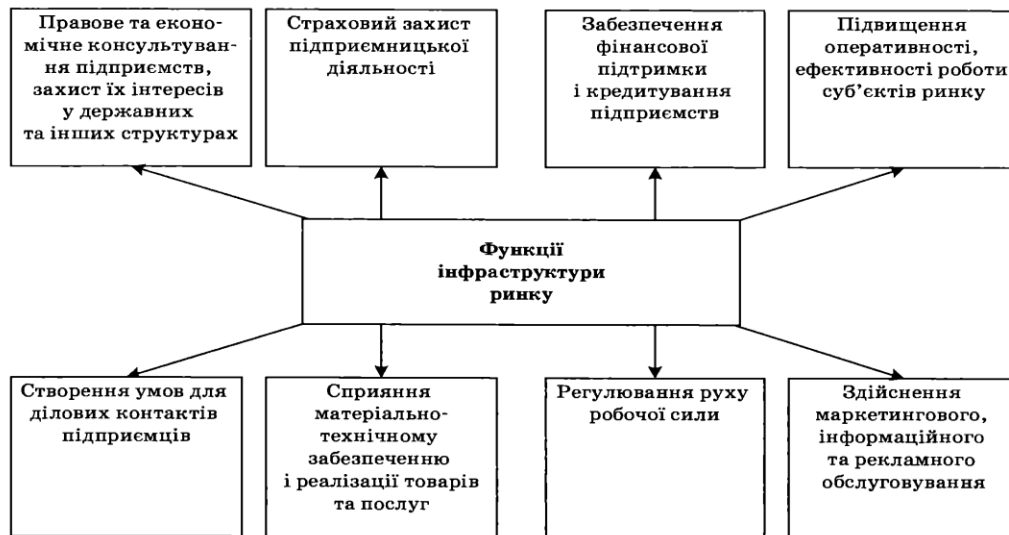 Правове та еконо-
мічне консультуван-
ня підприємств,
захист їх інтересів
у державних
та інших структурах
Страховий захист
підприємницької
діяльності
Забезпечення
фінансової
підтримки
і кредитування
підприємств
Підвищення
оперативності,
ефективності роботи
суб’єктів ринку
Функції
інфраструктури
ринку
Створення умов для
ділових контактів
підприємців
Сприяння
матеріально-
технічному
забезпеченню
і реалізації товарів
та послуг
Регулювання руху
робочої сили
Здійснення
маркетингового,
інформаційного
та рекламного
обслуговування